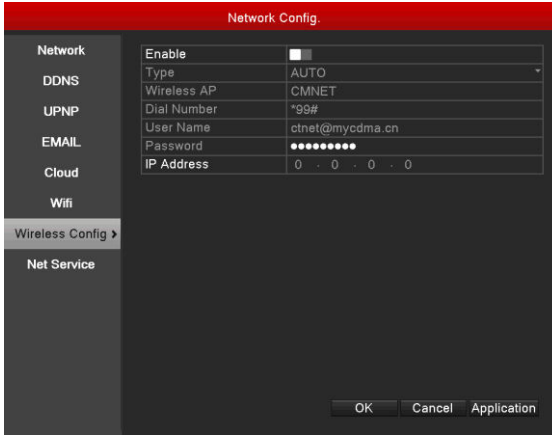 Network Config.
Network
DDNS
UPNP
EMAIL
Cloud
Wifi
Wireless Config
Net Service
Enable
Type AUTO
Wireless AP CMNET
Dial Number *99#
User Name ctnet@mycdma.cn
Password •••••••••
IP Address 0 . 0 . 0 . 0
OK Cancel Application